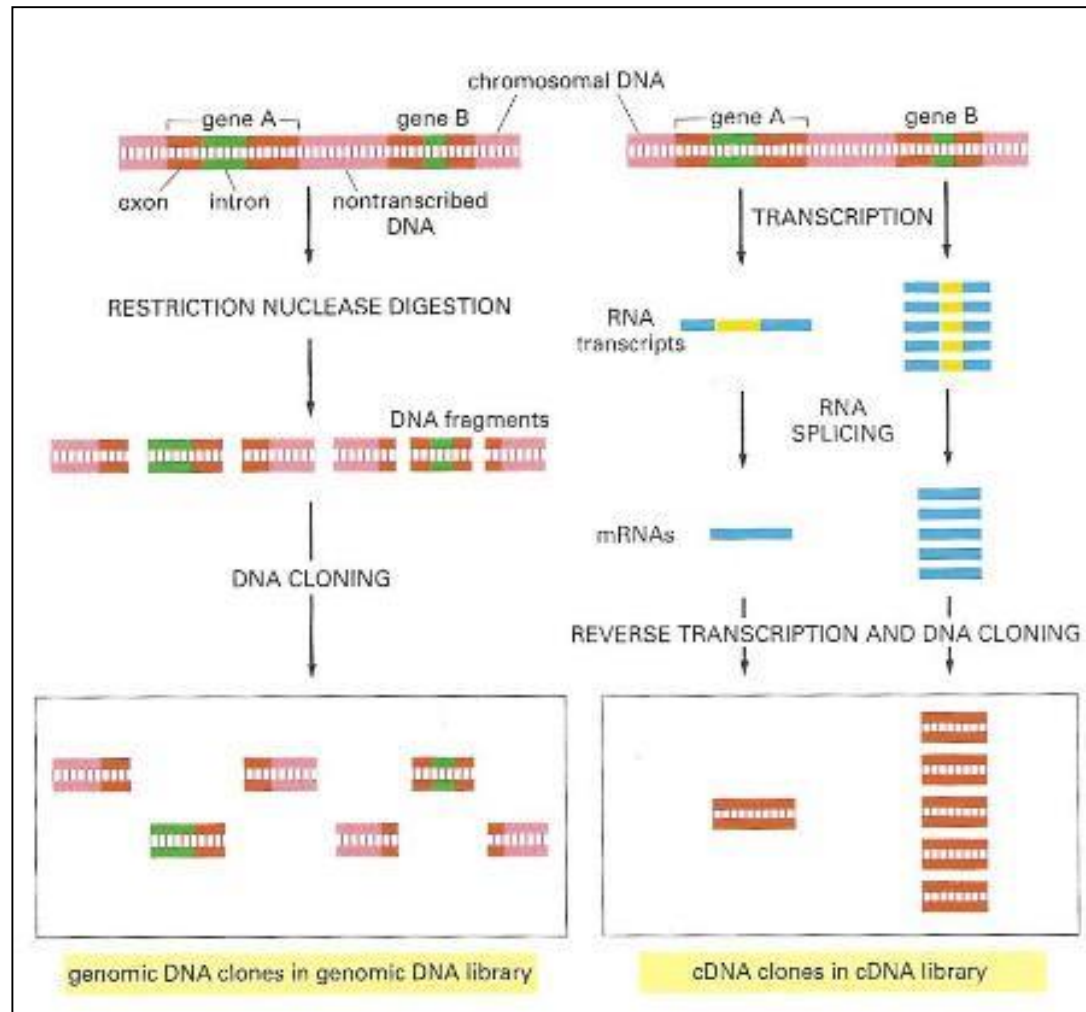 chromosomal DNA
gene A
gene B
exon
intron
nontranscribed
DNA
RESTRICTION NUCLEASE DIGESTION
DNA fragments
DNA CLONING
genomic DNA clones in genomic DNA library
gene A
gene B
TRANSCRIPTION
RNA
transcripts
RNA
SPLICING
mRNAs
REVERSE TRANSCRIPTION AND DNA CLONING
cDNA clones in cDNA library